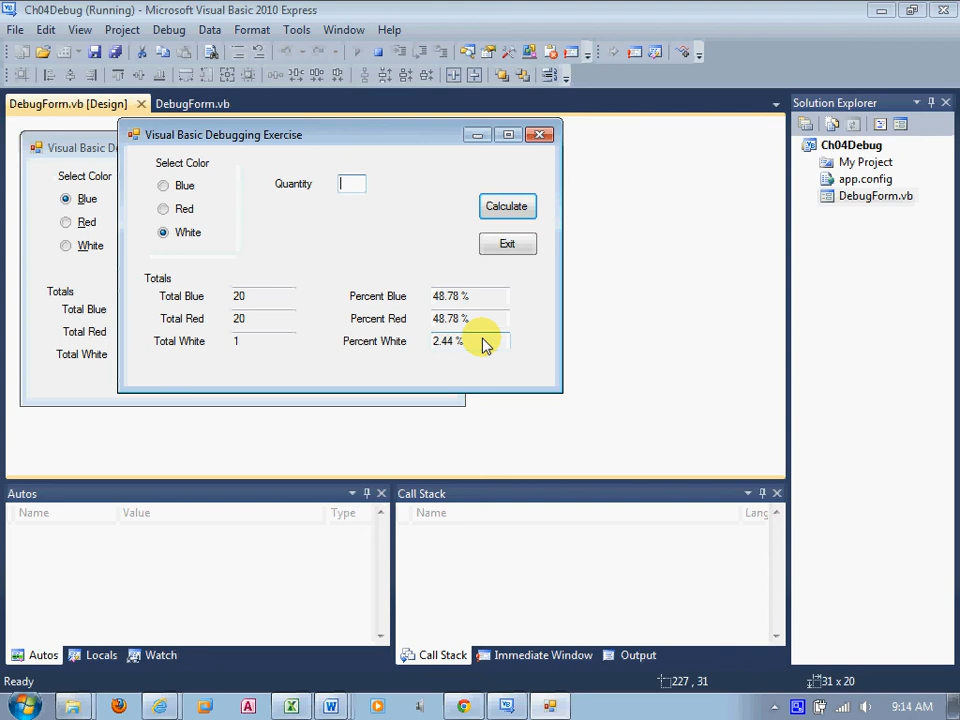 Ch04Debug (Running) - Microsoft Visual Basic 2010 Express
File Edit View Project Debug Data Format Tools Window Help
DebugForm.vb [Design] DebugForm.vb
Solution Explorer
Ch04Debug
My Project
app.config
DebugForm.vb
Visual Basic D
Select Color
Blue
Red
White
Totals
Total Blue
Total Red
Total White
Visual Basic Debugging Exercise
Select Color
Blue
Red
White
Quantity
Calculate
Exit
Totals
Total Blue 20 Percent Blue 48.78 %
Total Red 20 Percent Red 48.78 %
Total White 1 Percent White 2.44 %
Autos
Name Value Type
Call Stack
Name Lang
Autos Locals Watch
Call Stack Immediate Window Output
Ready 227 , 31 31 x 20
9:14 AM